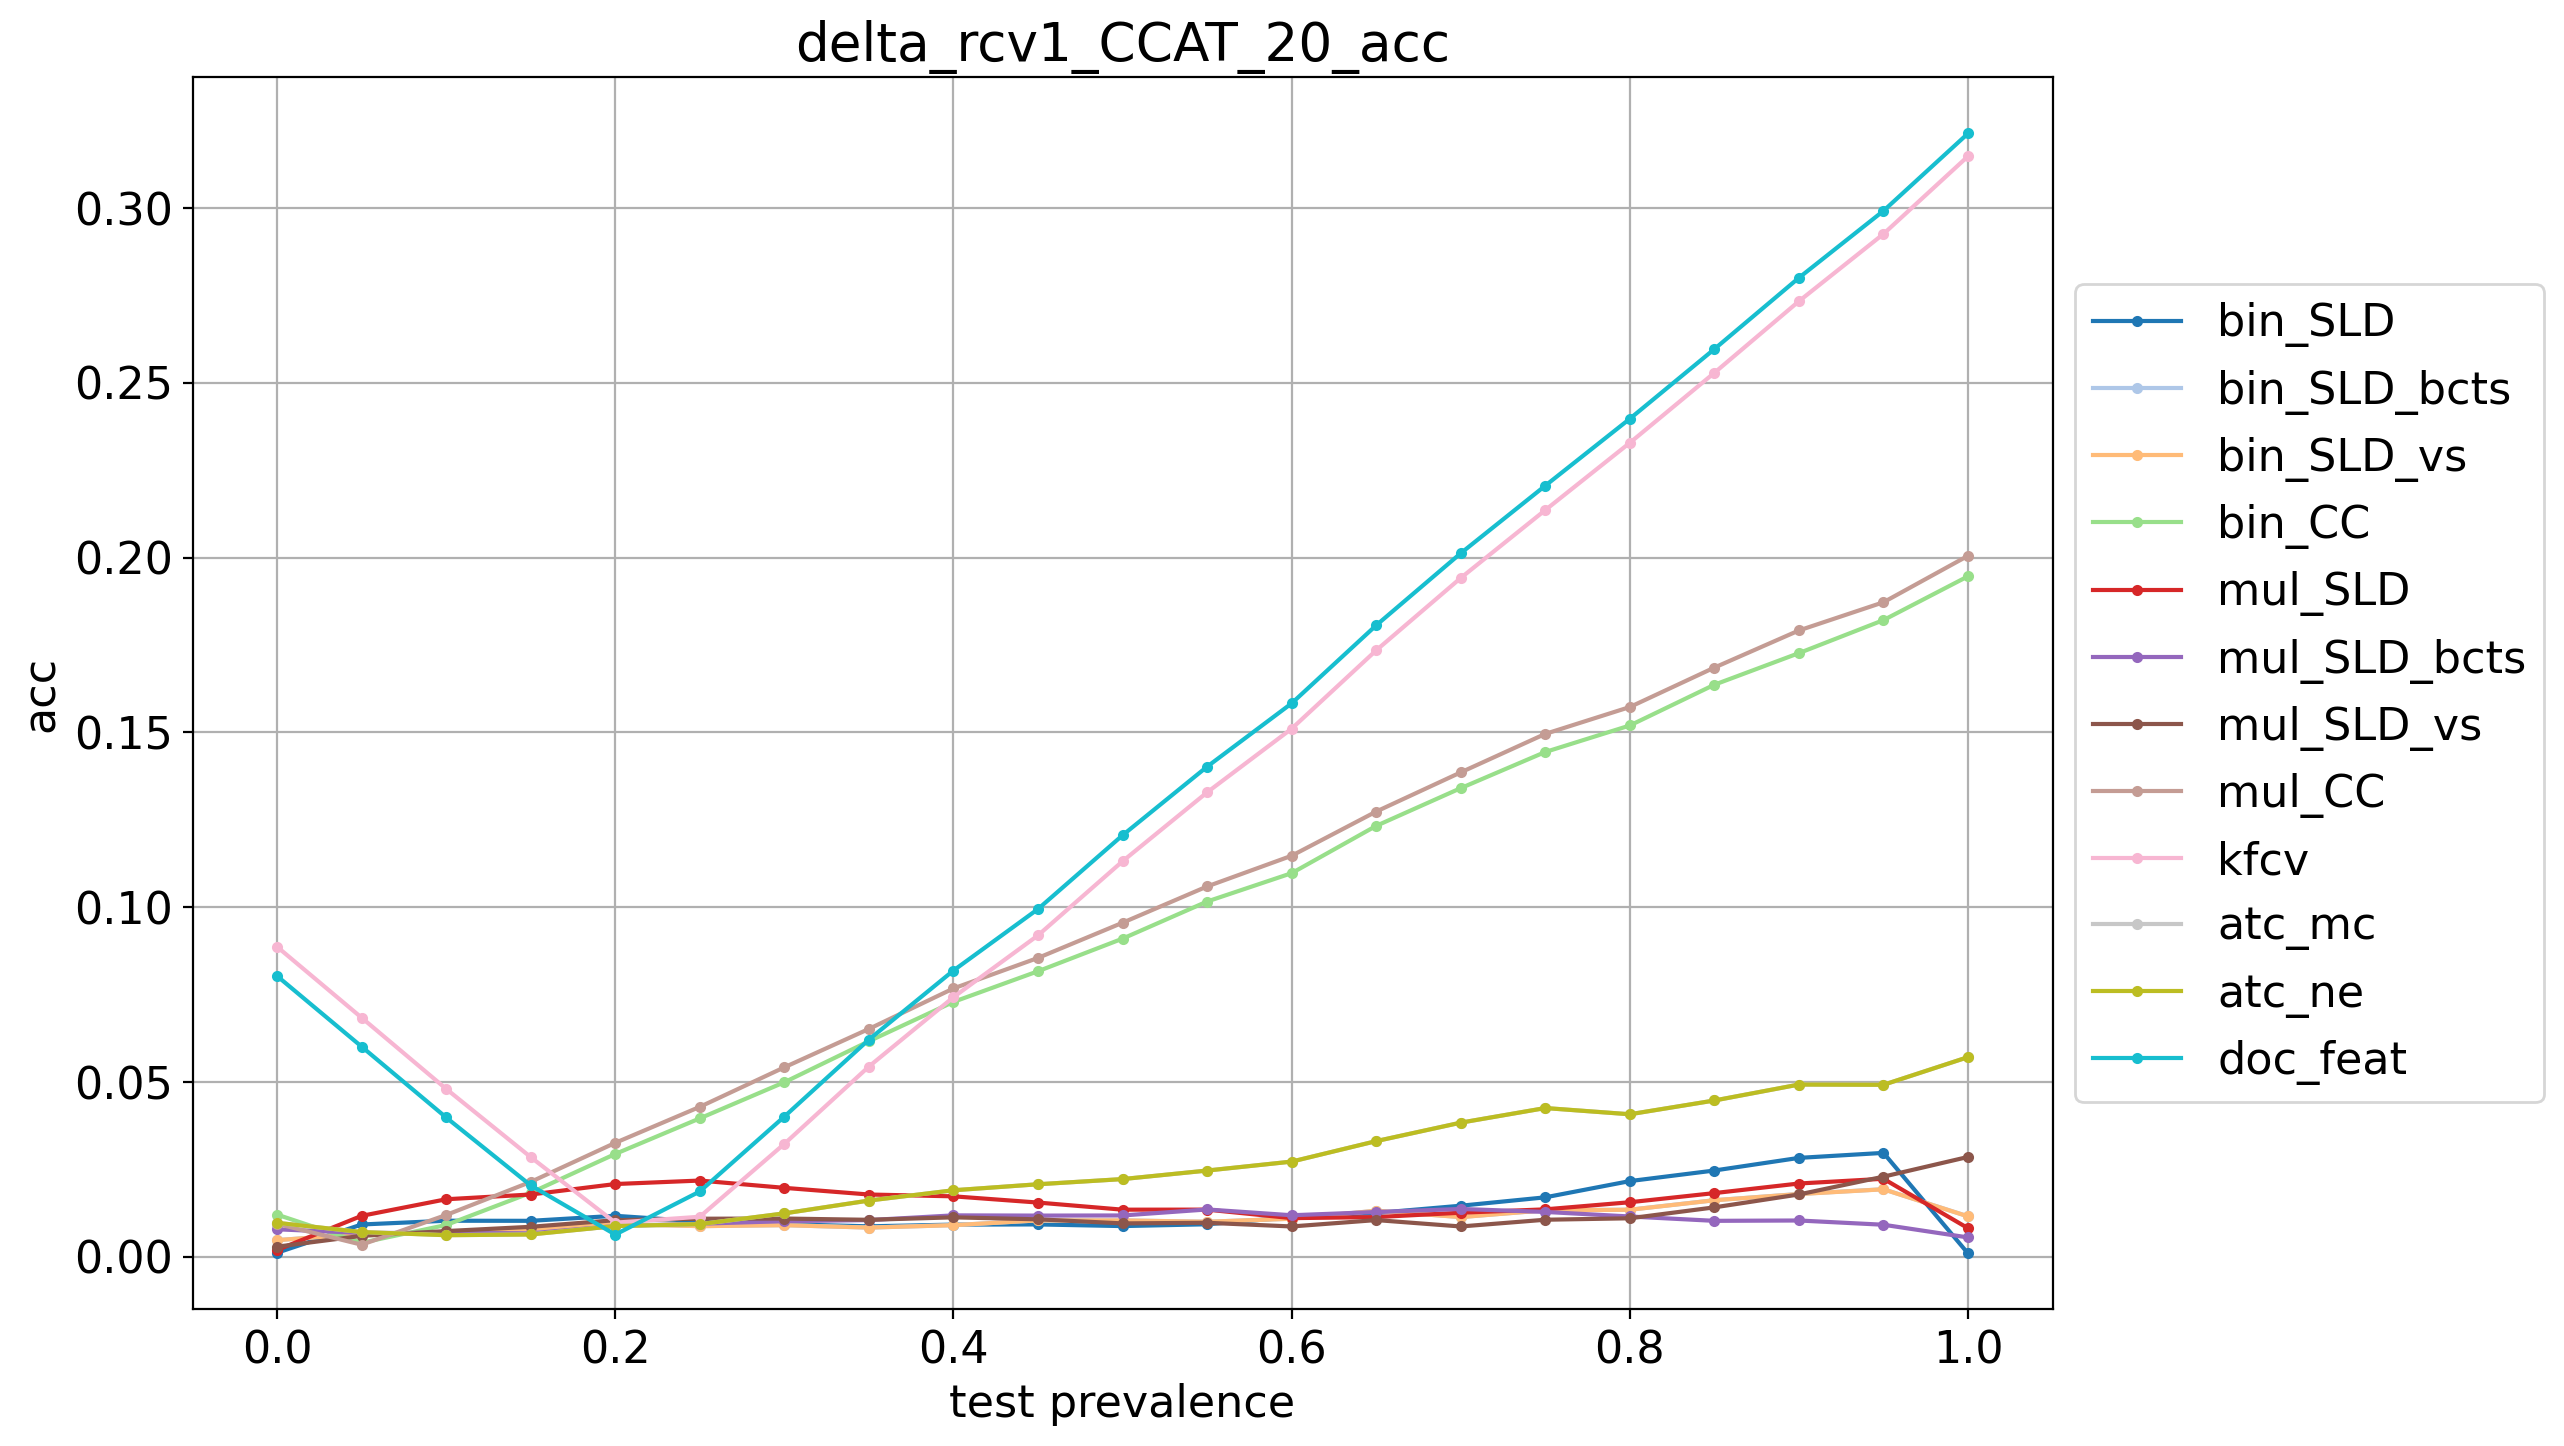 delta_rcv1_CCAT_20_acc
acc
0.30
0.25
0.20
0.15
0.10
0.05
0.00
0.0 0.2 0.4 0.6 0.8 1.0
test prevalence
bin_SLD
bin_SLD_bcts
bin_SLD_vs
bin_CC
mul_SLD
mul_SLD_bcts
mul_SLD_vs
mul_CC
kfcv
atc_mc
atc_ne
doc_feat